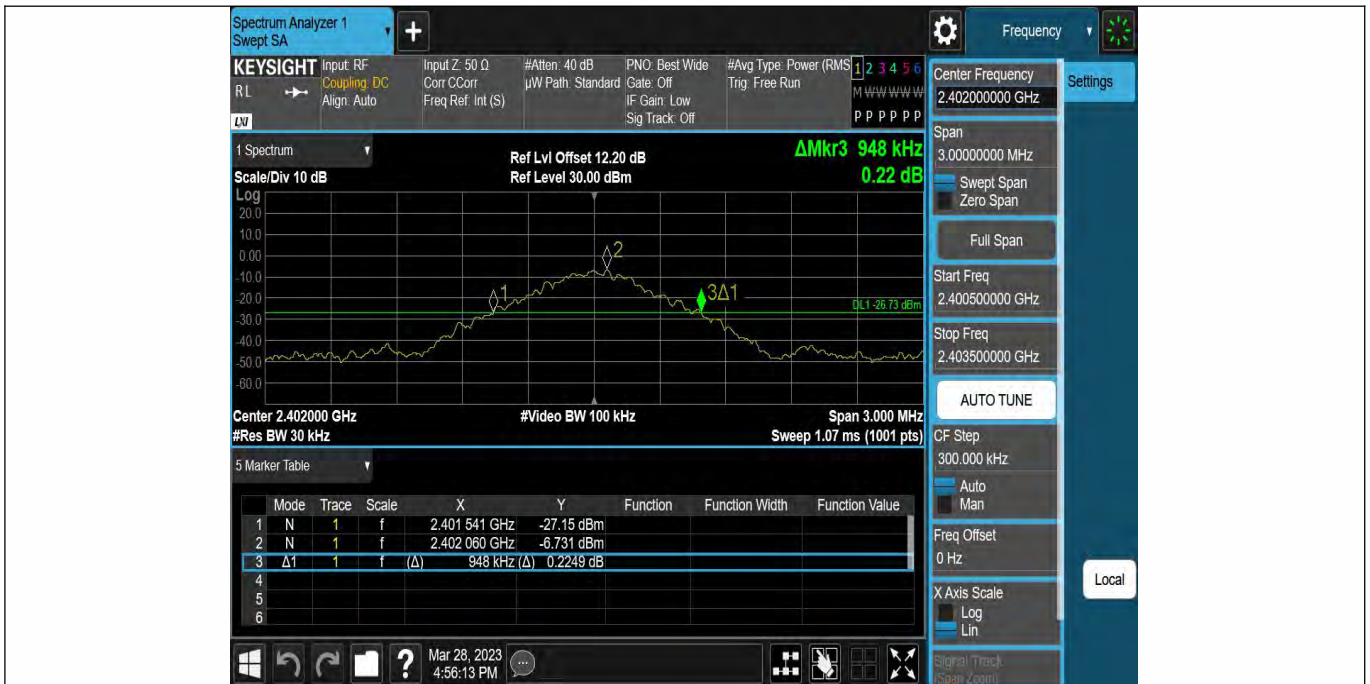 Spectrum Analyzer 1
Swept SA
+
Frequency
KEYSIGHT
RL
LXI
Input: RF
Coupling: DC
Align: Auto
Input Z: 50 Ω
Corr CCorr
Freq Ref: Int (S)
#Atten: 40 dB
µW Path: Standard
PNO: Best Wide
Gate: Off
IF Gain: Low
Sig Track: Off
#Avg Type: Power (RMS
Trig: Free Run
1 2 3 4 5 6
M W W W W W
P P P P P P
1 Spectrum
Scale/Div 10 dB
Ref Lvl Offset 12.20 dB
Ref Level 30.00 dBm
ΔMkr3 948 kHz
0.22 dB
Log
20.0
10.0
0.00
-10.0
-20.0
-30.0
-40.0
-50.0
-60.0
1
2
3Δ1
DL1 -26.73 dBm
Center 2.402000 GHz
#Video BW 100 kHz
Span 3.000 MHz
#Res BW 30 kHz
Sweep 1.07 ms (1001 pts)
5 Marker Table
Mode Trace Scale X Y Function Function Width Function Value
1 N 1 f 2.401 541 GHz -27.15 dBm
2 N 1 f 2.402 060 GHz -6.731 dBm
3 Δ1 1 f (Δ) 948 kHz (Δ) 0.2249 dB
4
5
6
?
Mar 28, 2023
4:56:13 PM
Center Frequency
2.402000000 GHz
Settings
Span
3.00000000 MHz
Swept Span
Zero Span
Full Span
Start Freq
2.400500000 GHz
Stop Freq
2.403500000 GHz
AUTO TUNE
CF Step
300.000 kHz
Auto
Man
Freq Offset
0 Hz
Local
X Axis Scale
Log
Lin
Signal Track
(Span Zoom)